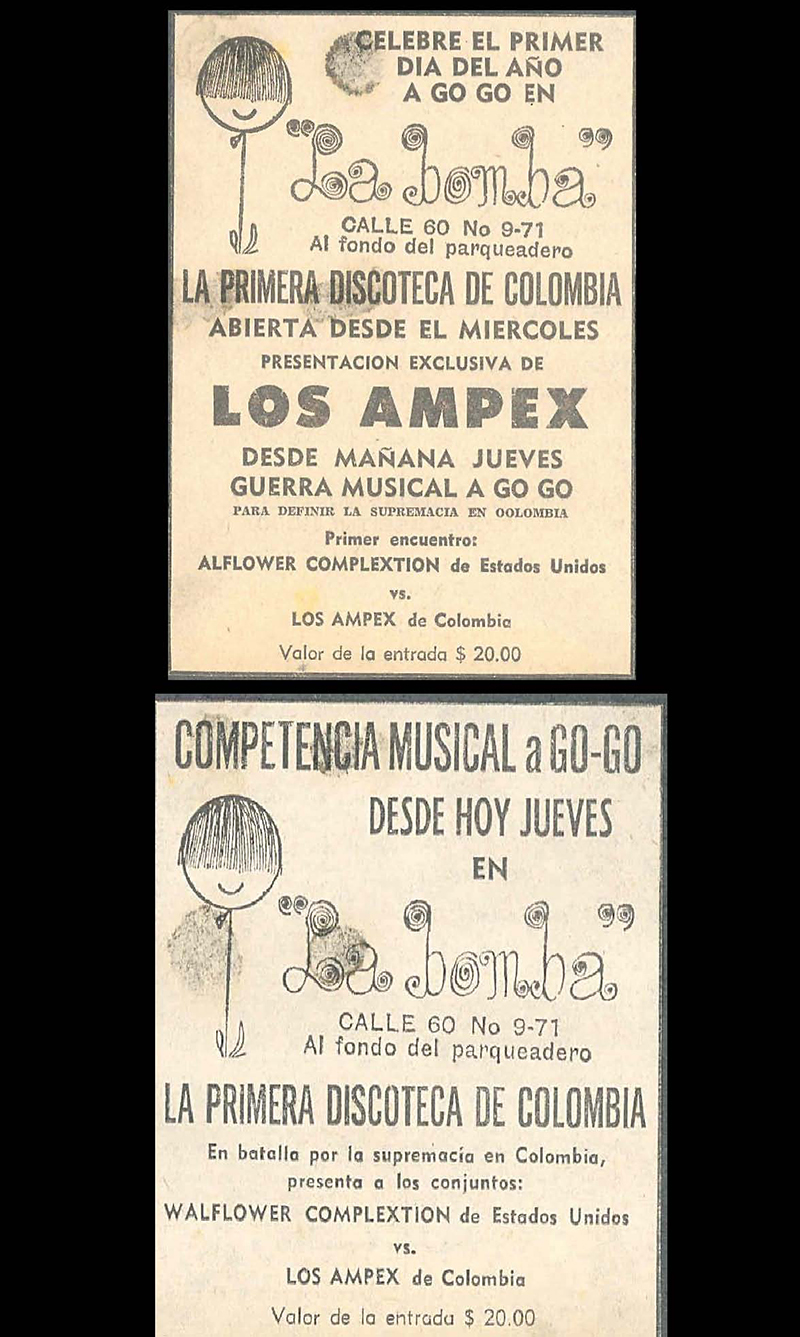 CELEBRE EL PRIMER
DIA DEL AÑO
A GO GO EN
"La bomba"
CALLE 60 No 9-71
Al fondo del parqueadero
LA PRIMERA DISCOTECA DE COLOMBIA
ABIERTA DESDE EL MIERCOLES
PRESENTACION EXCLUSIVA DE
LOS AMPEX
DESDE MAÑANA JUEVES
GUERRA MUSICAL A GO GO
PARA DEFINIR LA SUPREMACIA EN OOLOMBIA
Primer encuentro:
ALFLOWER COMPLEXTION de Estados Unidos
vs.
LOS AMPEX de Colombia
Valor de la entrada $ 20.00
COMPETENCIA MUSICAL a GO-GO
DESDE HOY JUEVES
EN
"La bomba"
CALLE 60 No 9-71
Al fondo del parqueadero
LA PRIMERA DISCOTECA DE COLOMBIA
En batalla por la supremacía en Colombia,
presenta a los conjuntos:
WALFLOWER COMPLEXTION de Estados Unidos
vs.
LOS AMPEX de Colombia
Valor de la entrada $ 20.00